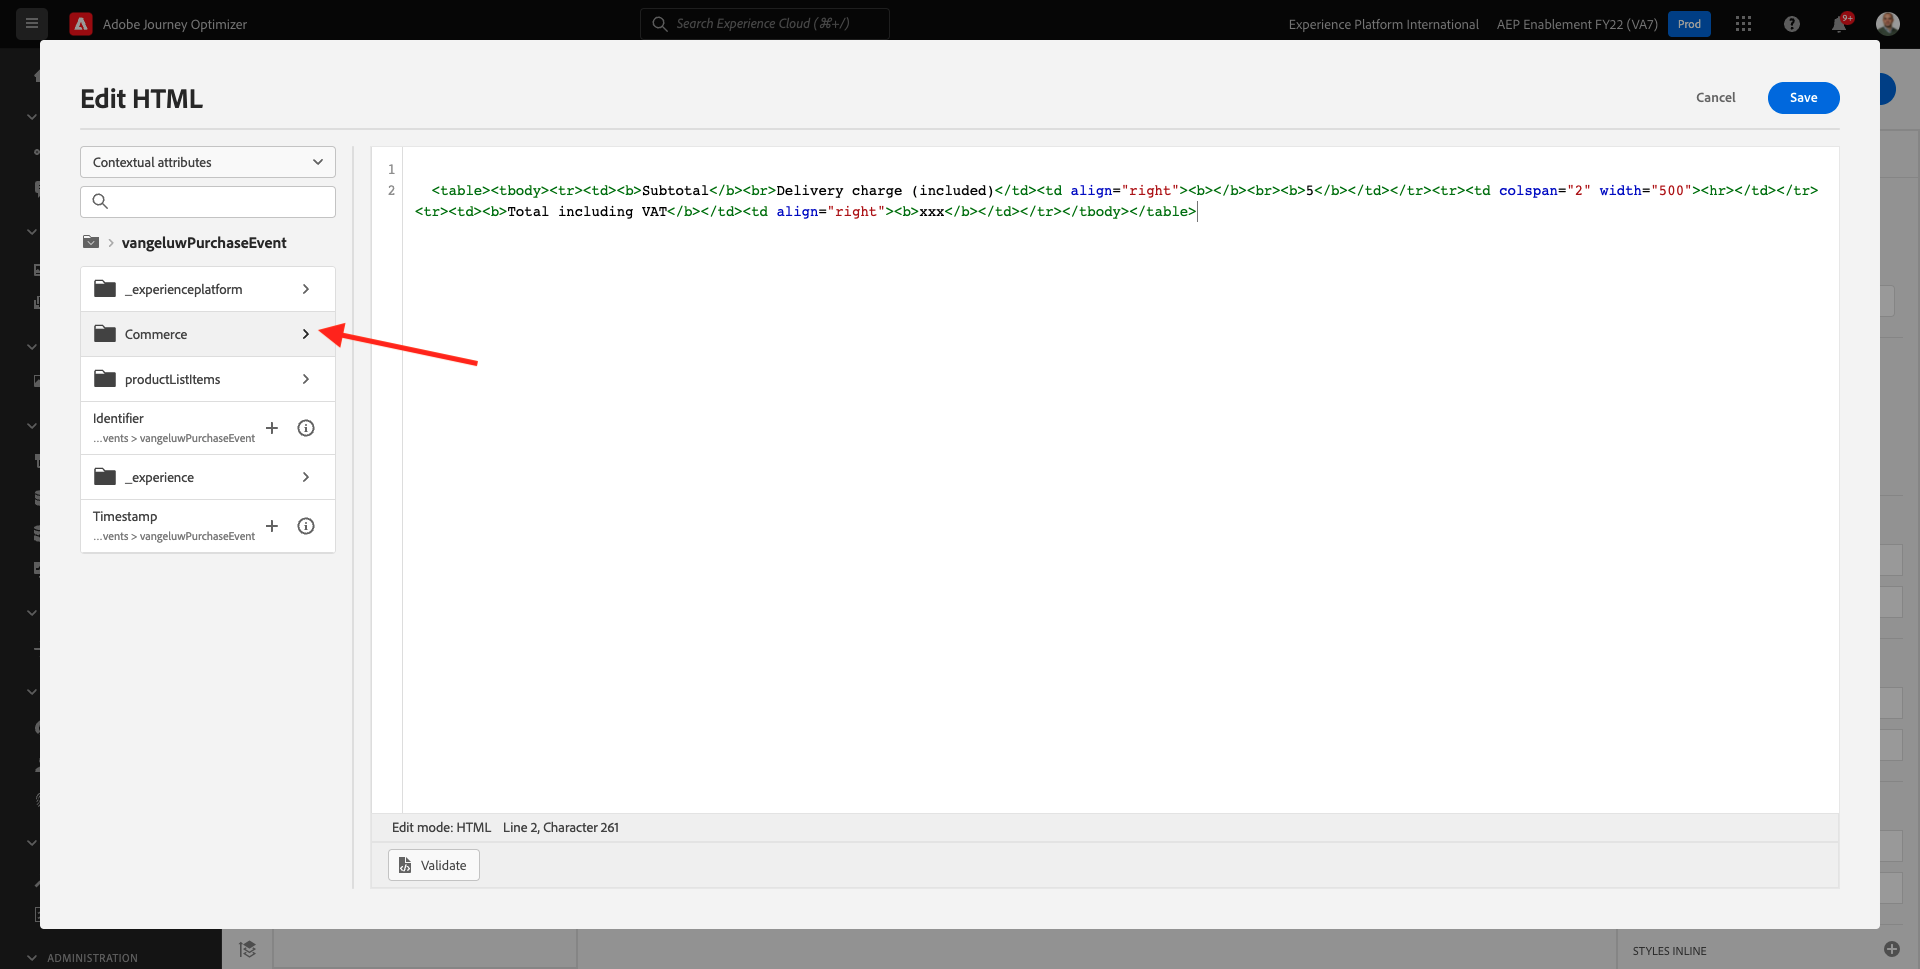 Adobe Journey Optimizer
Search Experience Cloud (⌘+/)
Experience Platform International
AEP Enablement FY22 (VA7)
Prod
9+
Edit HTML
Cancel
Save
Contextual attributes
vangeluwPurchaseEvent
_experienceplatform
Commerce
productListItems
Identifier
...vents > vangeluwPurchaseEvent
_experience
Timestamp
...vents > vangeluwPurchaseEvent
1
2
<table><tbody><tr><td><b>Subtotal</b><br>Delivery charge (included)</td><td align="right"><b></b><br><b>5</b></td></tr><tr><td colspan="2" width="500"><hr></td></tr>
<tr><td><b>Total including VAT</b></td><td align="right"><b>xxx</b></td></tr></tbody></table>
Edit mode: HTML Line 2, Character 261
Validate
ADMINISTRATION
STYLES INLINE